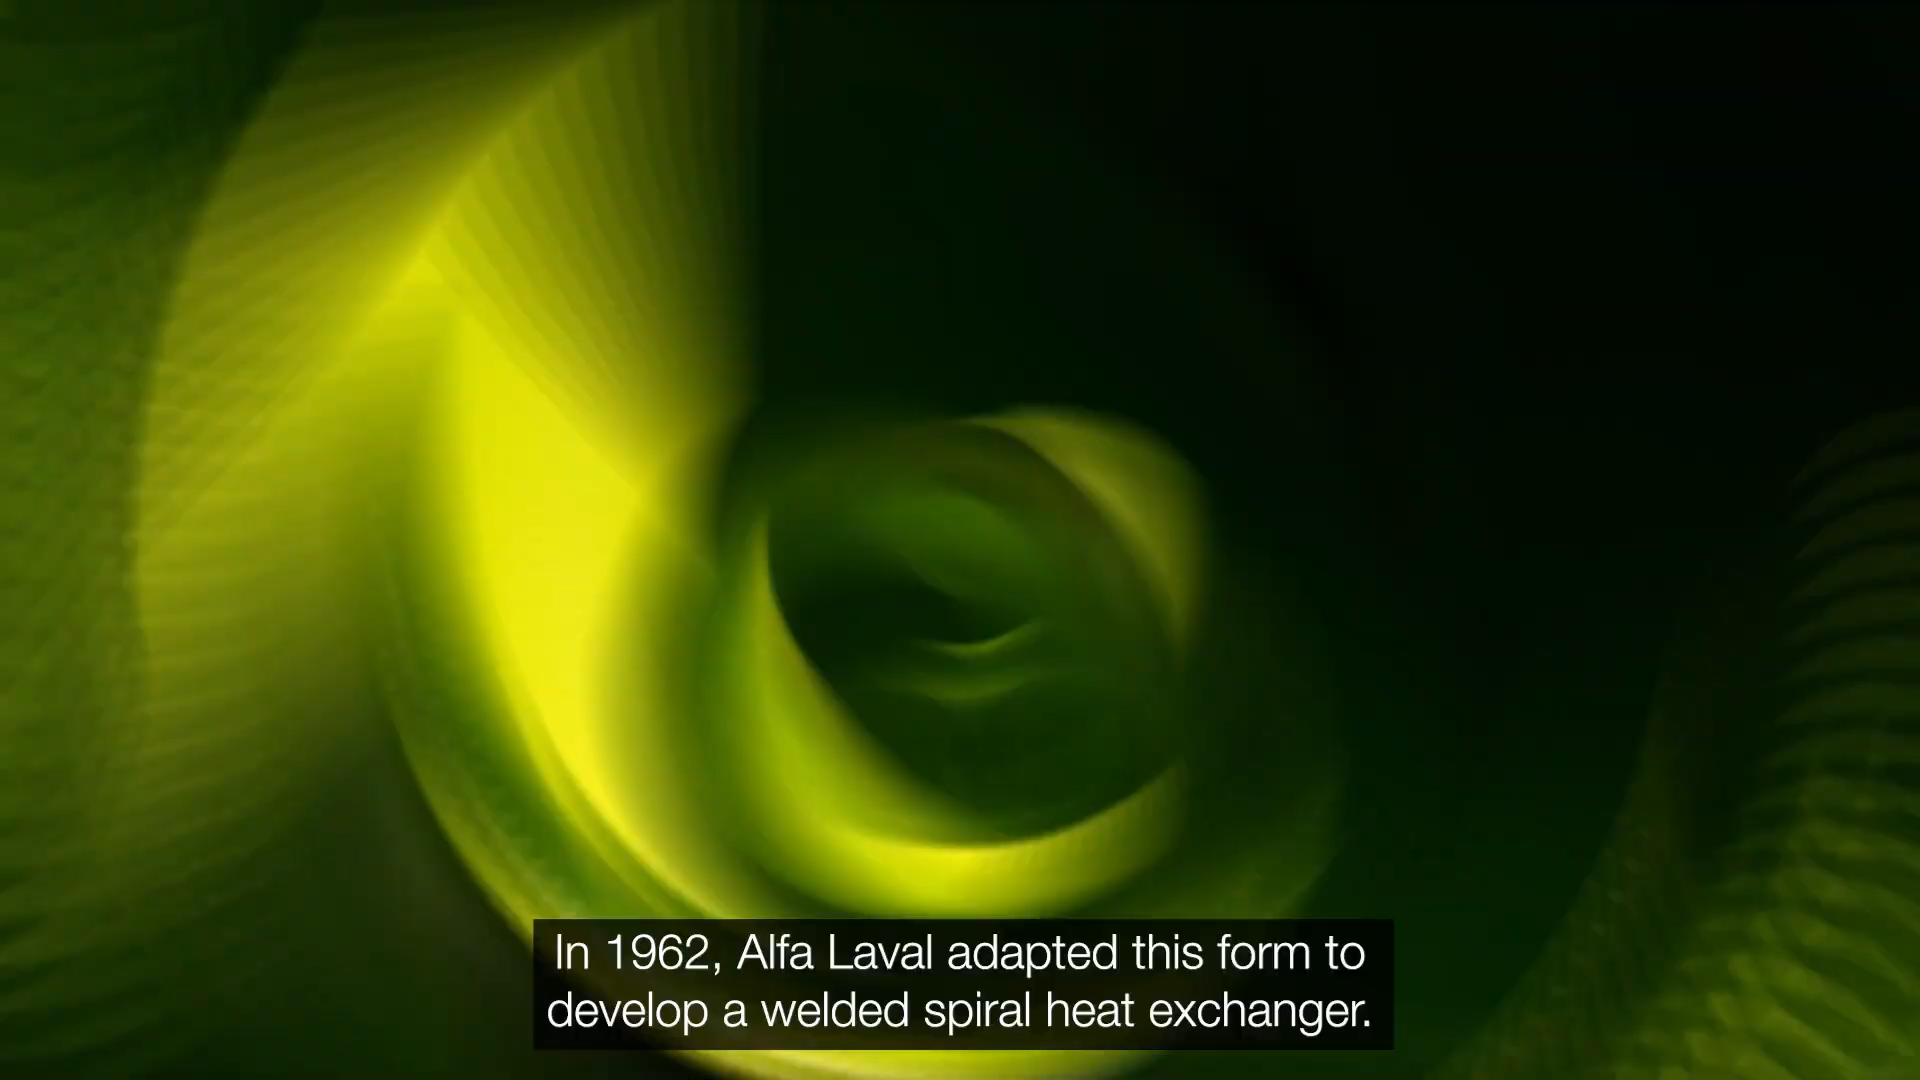 In 1962, Alfa Laval adapted this form to
develop a welded spiral heat exchanger.